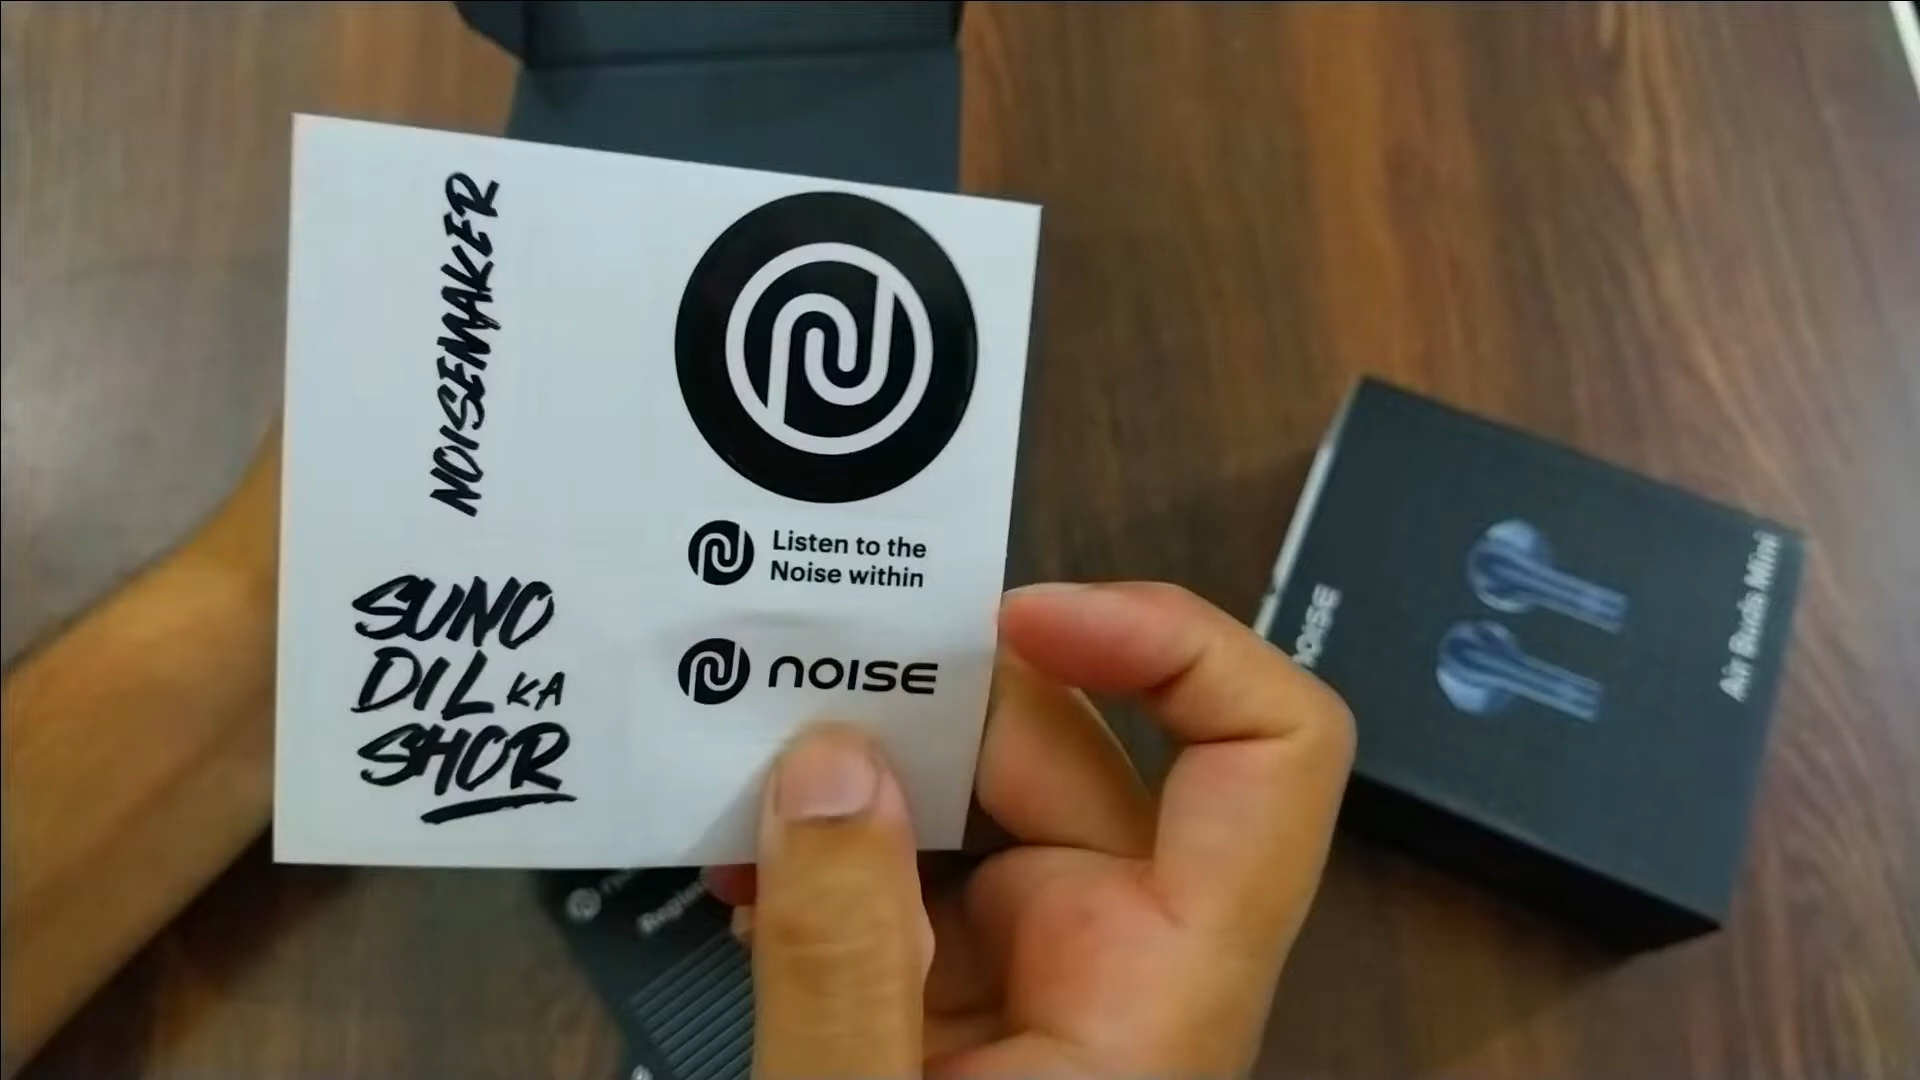 NOISEMAKER
SUNO
DIL KA
SHOR
Listen to the
Noise within
NOISE
NOISE
Air Buds Mini